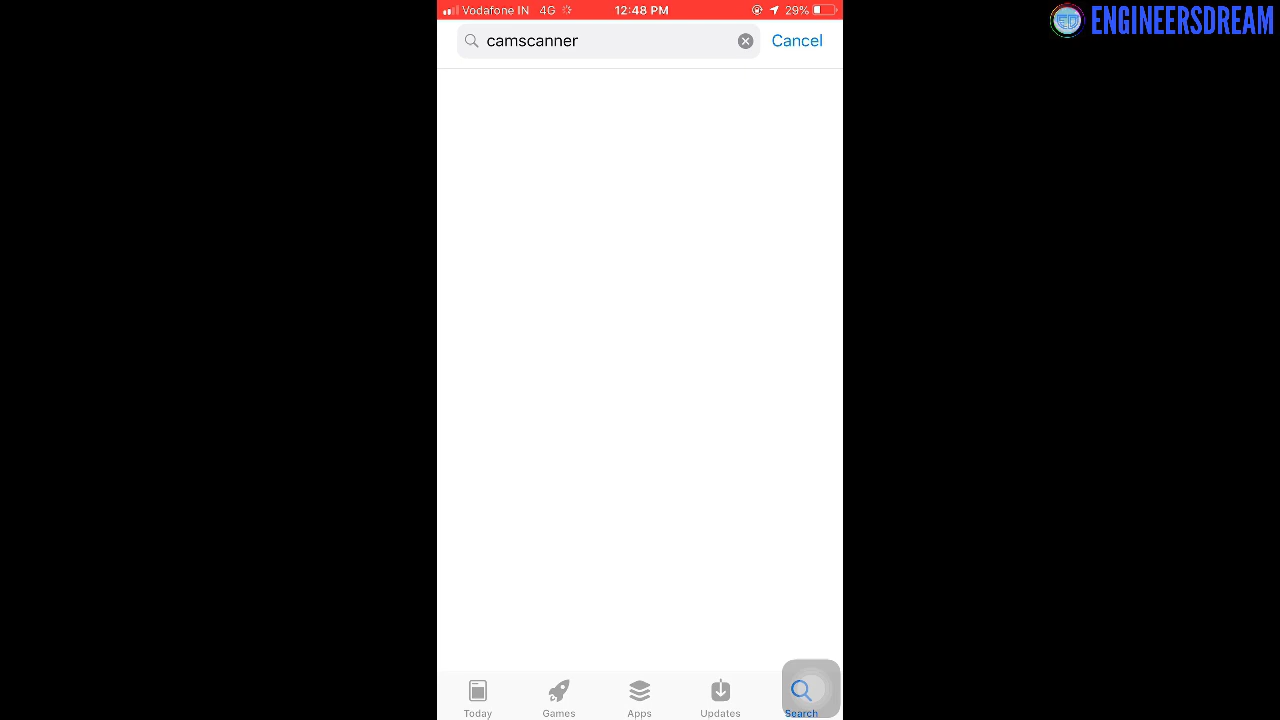 Vodafone IN 4G 12:48 PM 29%
ENGINEERSDREAM
camscanner Cancel
Today Games Apps Updates Search